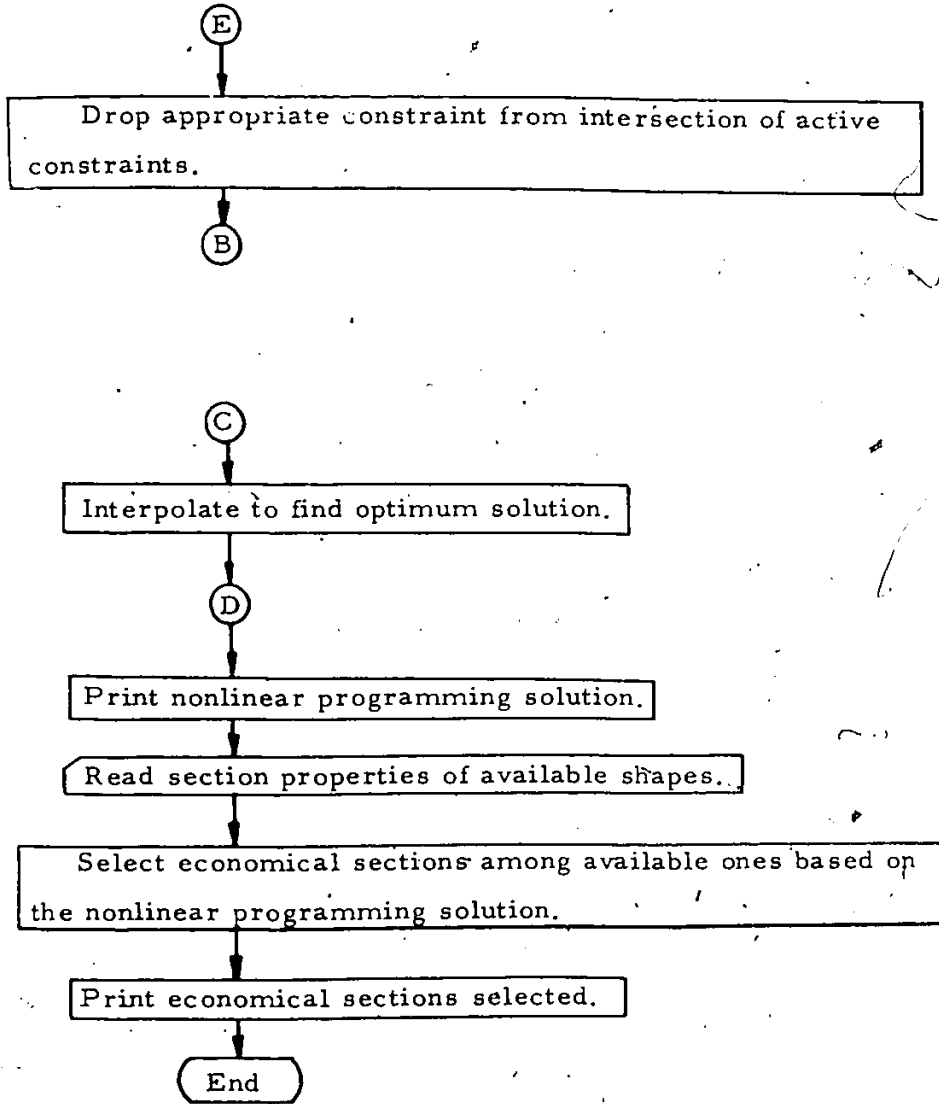 E
Drop appropriate constraint from intersection of active
constraints.
B
C
Interpolate to find optimum solution.
D
Print nonlinear programming solution.
Read section properties of available shapes.
Select economical sections among available ones based on
the nonlinear programming solution.
Print economical sections selected.
End